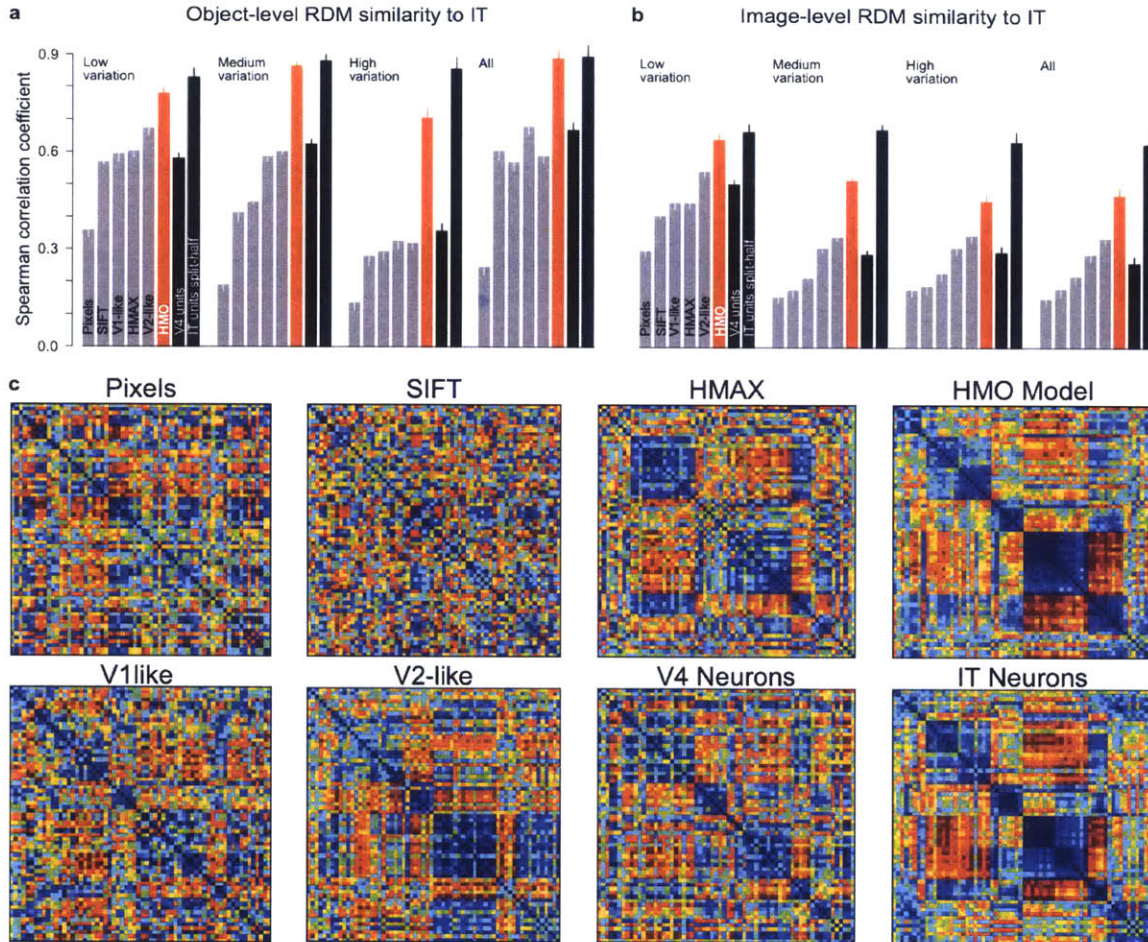 a
Object-level RDM similarity to IT
Spearman correlation coefficient
0.9
0.6
0.3
0.0
Low
variation
Medium
variation
High
variation
All
Pixels
SIFT
V1-like
HMAX
V2-like
HMO
V4 units
IT units split-half
b
Image-level RDM similarity to IT
Low
variation
Medium
variation
High
variation
All
Pixels
SIFT
V1-like
HMAX
V2-like
HMO
V4 units
IT units split-half
c
Pixels
SIFT
HMAX
HMO Model
V1like
V2-like
V4 Neurons
IT Neurons